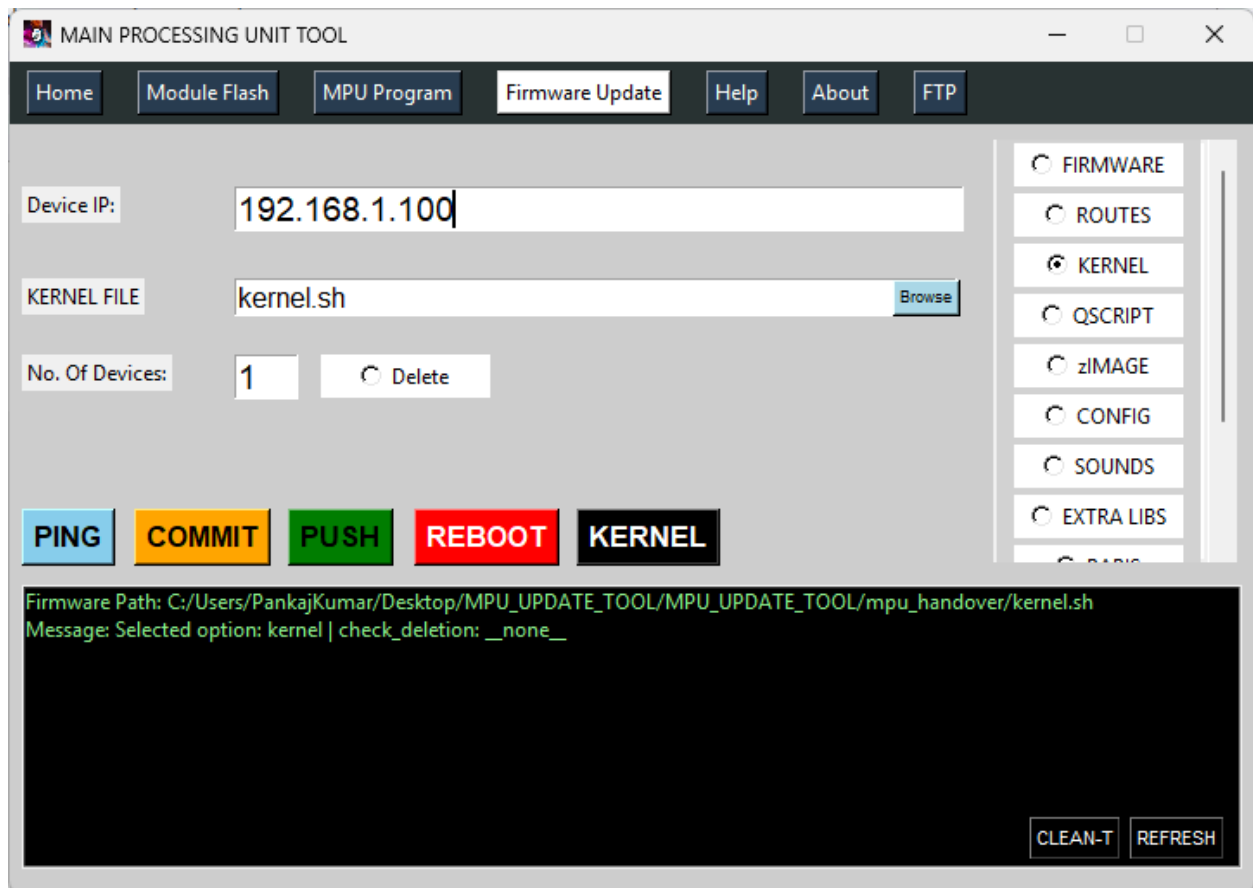 MAIN PROCESSING UNIT TOOL
Home Module Flash MPU Program Firmware Update Help About FTP
Device IP: 192.168.1.100
KERNEL FILE kernel.sh Browse
No. Of Devices: 1 Delete
FIRMWARE
ROUTES
KERNEL
QSCRIPT
zIMAGE
CONFIG
SOUNDS
EXTRA LIBS
PING COMMIT PUSH REBOOT KERNEL
Firmware Path: C:/Users/PankajKumar/Desktop/MPU_UPDATE_TOOL/MPU_UPDATE_TOOL/mpu_handover/kernel.sh
Message: Selected option: kernel | check_deletion: __none__
CLEAN-T REFRESH